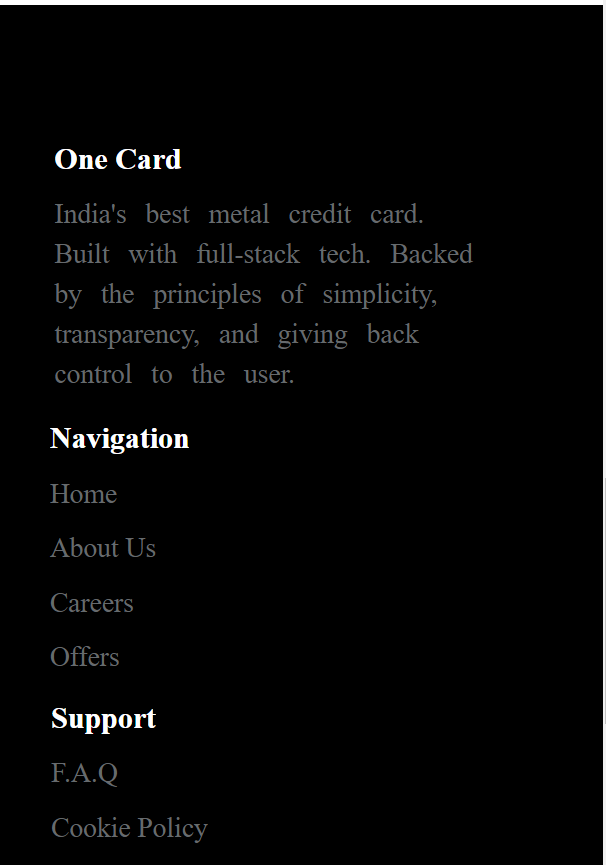 One Card
India's best metal credit card.
Built with full-stack tech. Backed
by the principles of simplicity,
transparency, and giving back
control to the user.
Navigation
Home
About Us
Careers
Offers
Support
F.A.Q
Cookie Policy